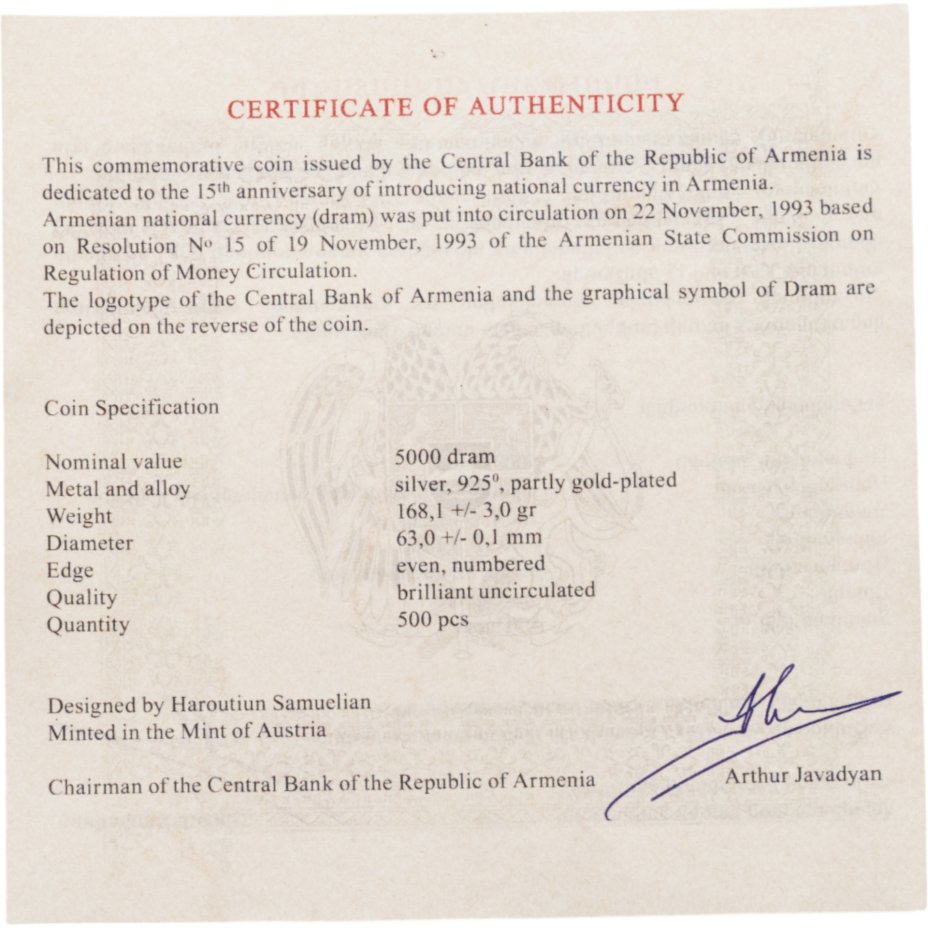 CERTIFICATE OF AUTHENTICITY
This commemorative coin issued by the Central Bank of the Republic of Armenia is
dedicated to the 15th anniversary of introducing national currency in Armenia.
Armenian national currency (dram) was put into circulation on 22 November, 1993 based
on Resolution Nº 15 of 19 November, 1993 of the Armenian State Commission on
Regulation of Money Circulation.
The logotype of the Central Bank of Armenia and the graphical symbol of Dram are
depicted on the reverse of the coin.
Coin Specification
Nominal value 5000 dram
Metal and alloy silver, 925⁰, partly gold-plated
Weight 168,1 +/- 3,0 gr
Diameter 63,0 +/- 0,1 mm
Edge even, numbered
Quality brilliant uncirculated
Quantity 500 pcs
Designed by Haroutiun Samuelian
Minted in the Mint of Austria
Chairman of the Central Bank of the Republic of Armenia Arthur Javadyan